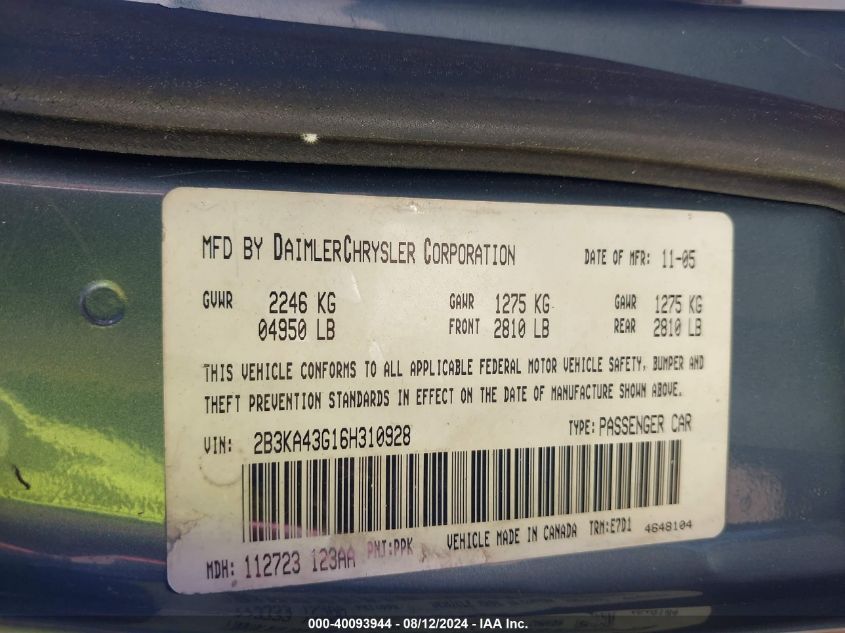 MFD BY DAIMLERCHRYSLER CORPORATION DATE OF MFR: 11-05
GVWR 2246 KG GAWR 1275 KG GAWR 1275 KG
04950 LB FRONT 2810 LB REAR 2810 LB
THIS VEHICLE CONFORMS TO ALL APPLICABLE FEDERAL MOTOR VEHICLE SAFETY, BUMPER AND
THEFT PREVENTION STANDARDS IN EFFECT ON THE DATE OF MANUFACTURE SHOWN ABOVE.
VIN: 2B3KA43G16H310928 TYPE: PASSENGER CAR
MDH: 112723 123AA PNT:PPK VEHICLE MADE IN CANADA TRM:E7D1 4648104
000-40093944 - 08/12/2024 - IAA Inc.